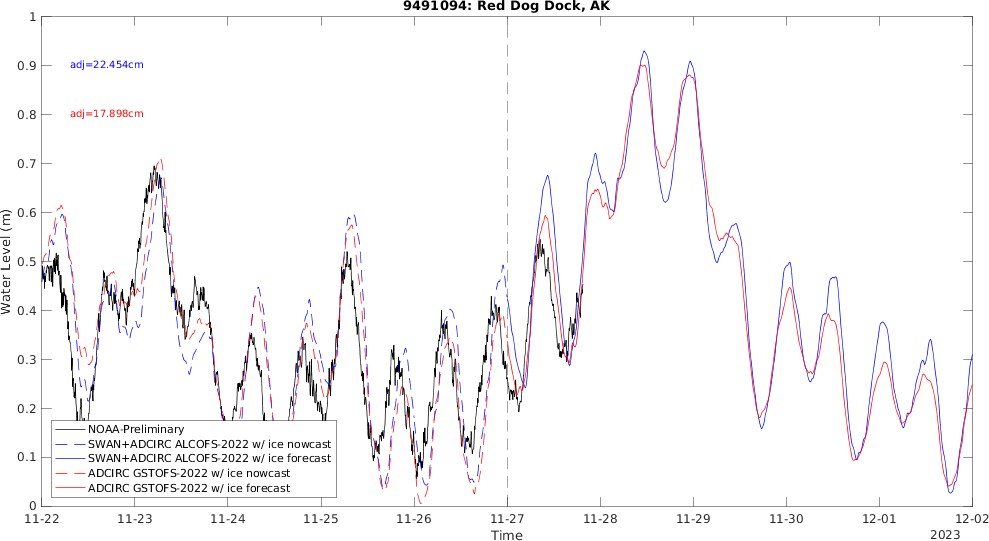 9491094: Red Dog Dock, AK
1
0.9
0.8
0.7
0.6
0.5
0.4
0.3
0.2
0.1
0
Water Level (m)
adj=22.454cm
adj=17.898cm
NOAA-Preliminary
SWAN+ADCIRC ALCOFS-2022 w/ ice nowcast
SWAN+ADCIRC ALCOFS-2022 w/ ice forecast
ADCIRC GSTOFS-2022 w/ ice nowcast
ADCIRC GSTOFS-2022 w/ ice forecast
11-22 11-23 11-24 11-25 11-26 11-27 11-28 11-29 11-30 12-01 12-02
Time
2023